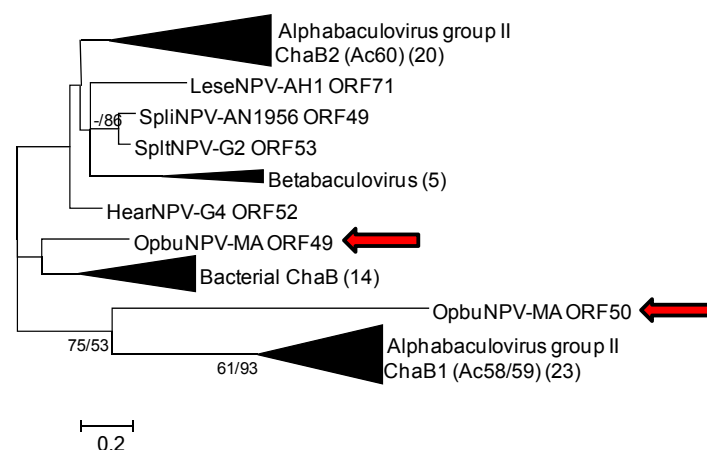 Alphabaculovirus group II
ChaB2 (Ac60) (20)
LeseNPV-AH1 ORF71
-/86
SpliNPV-AN1956 ORF49
SpltNPV-G2 ORF53
Betabaculovirus (5)
HearNPV-G4 ORF52
OpbuNPV-MA ORF49
Bacterial ChaB (14)
OpbuNPV-MA ORF50
75/53
Alphabaculovirus group II
61/93
ChaB1 (Ac58/59) (23)
0.2